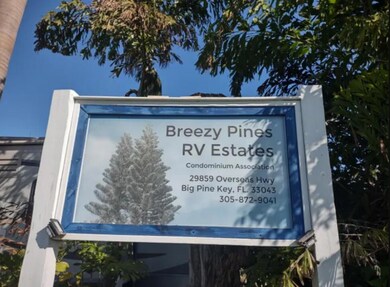 Breezy Pines
RV Estates
Condominium Association
29859 Overseas Hwy
Big Pine Key, FL. 33043
305-872-9041